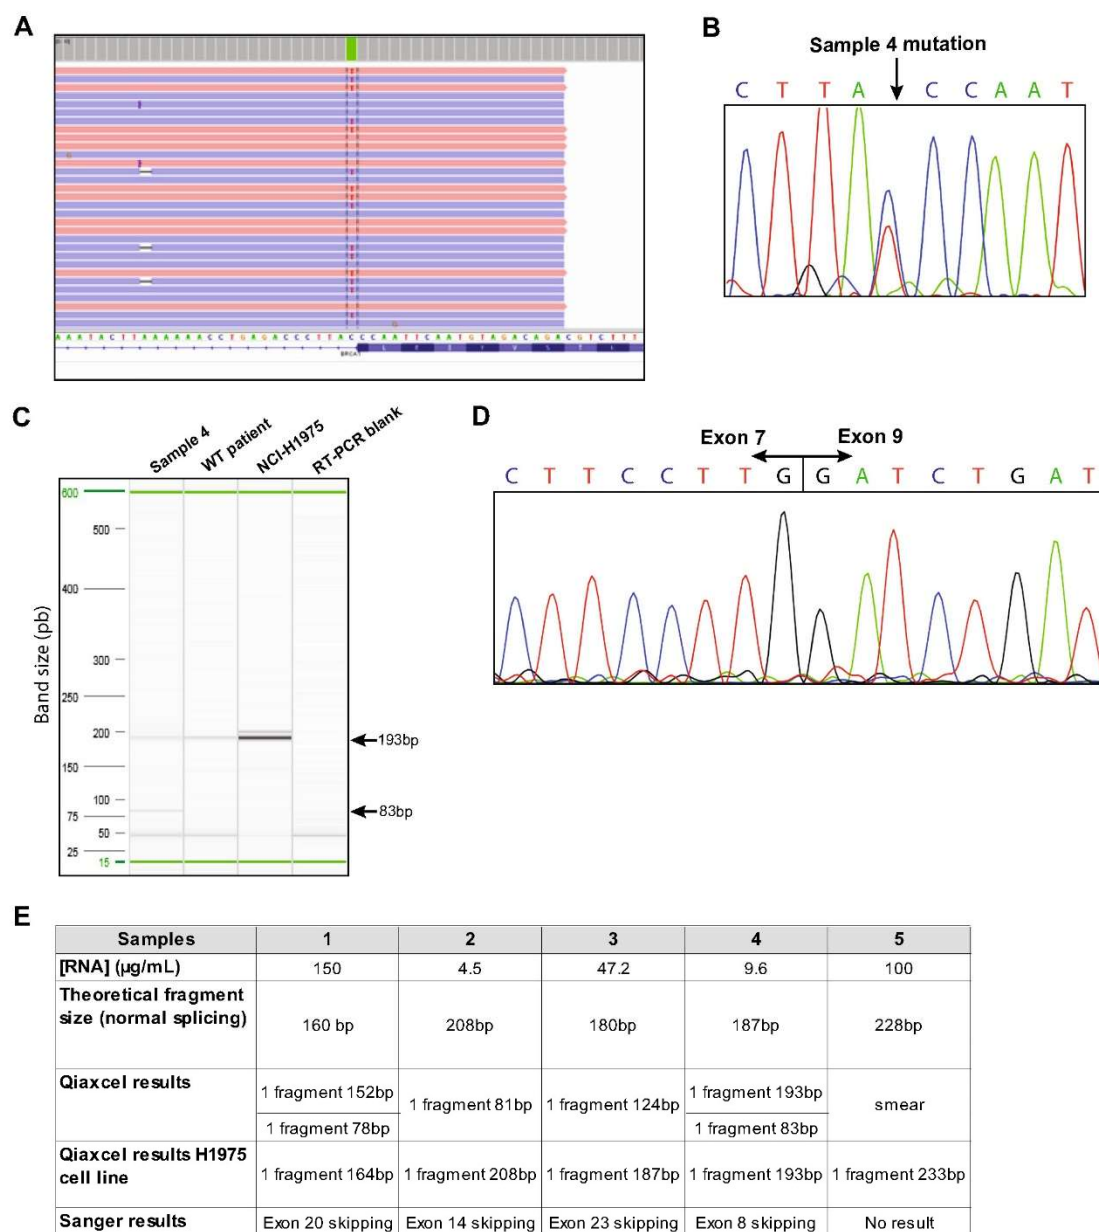 A
AAATACTTAAAAAACCTGAGACCCTTACCCAATTCAATGTAGACAGACGTCTTT
B
Sample 4 mutation
C T T A C C A A T
C
Sample 4 WT patient NCI-H1975 RT-PCR blank
Band size (pb)
600
500
400
300
250
200
150
100
75
50
25
15
193bp
83bp
D
Exon 7 Exon 9
C T T C C T T G G A T C T G A T
E
Samples 1 2 3 4 5
[RNA] (µg/mL) 150 4.5 47.2 9.6 100
Theoretical fragment
size (normal splicing) 160 bp 208bp 180bp 187bp 228bp
Qiaxcel results 1 fragment 152bp 1 fragment 81bp 1 fragment 124bp 1 fragment 193bp smear
1 fragment 78bp 1 fragment 83bp
Qiaxcel results H1975
cell line 1 fragment 164bp 1 fragment 208bp 1 fragment 187bp 1 fragment 193bp 1 fragment 233bp
Sanger results Exon 20 skipping Exon 14 skipping Exon 23 skipping Exon 8 skipping No result